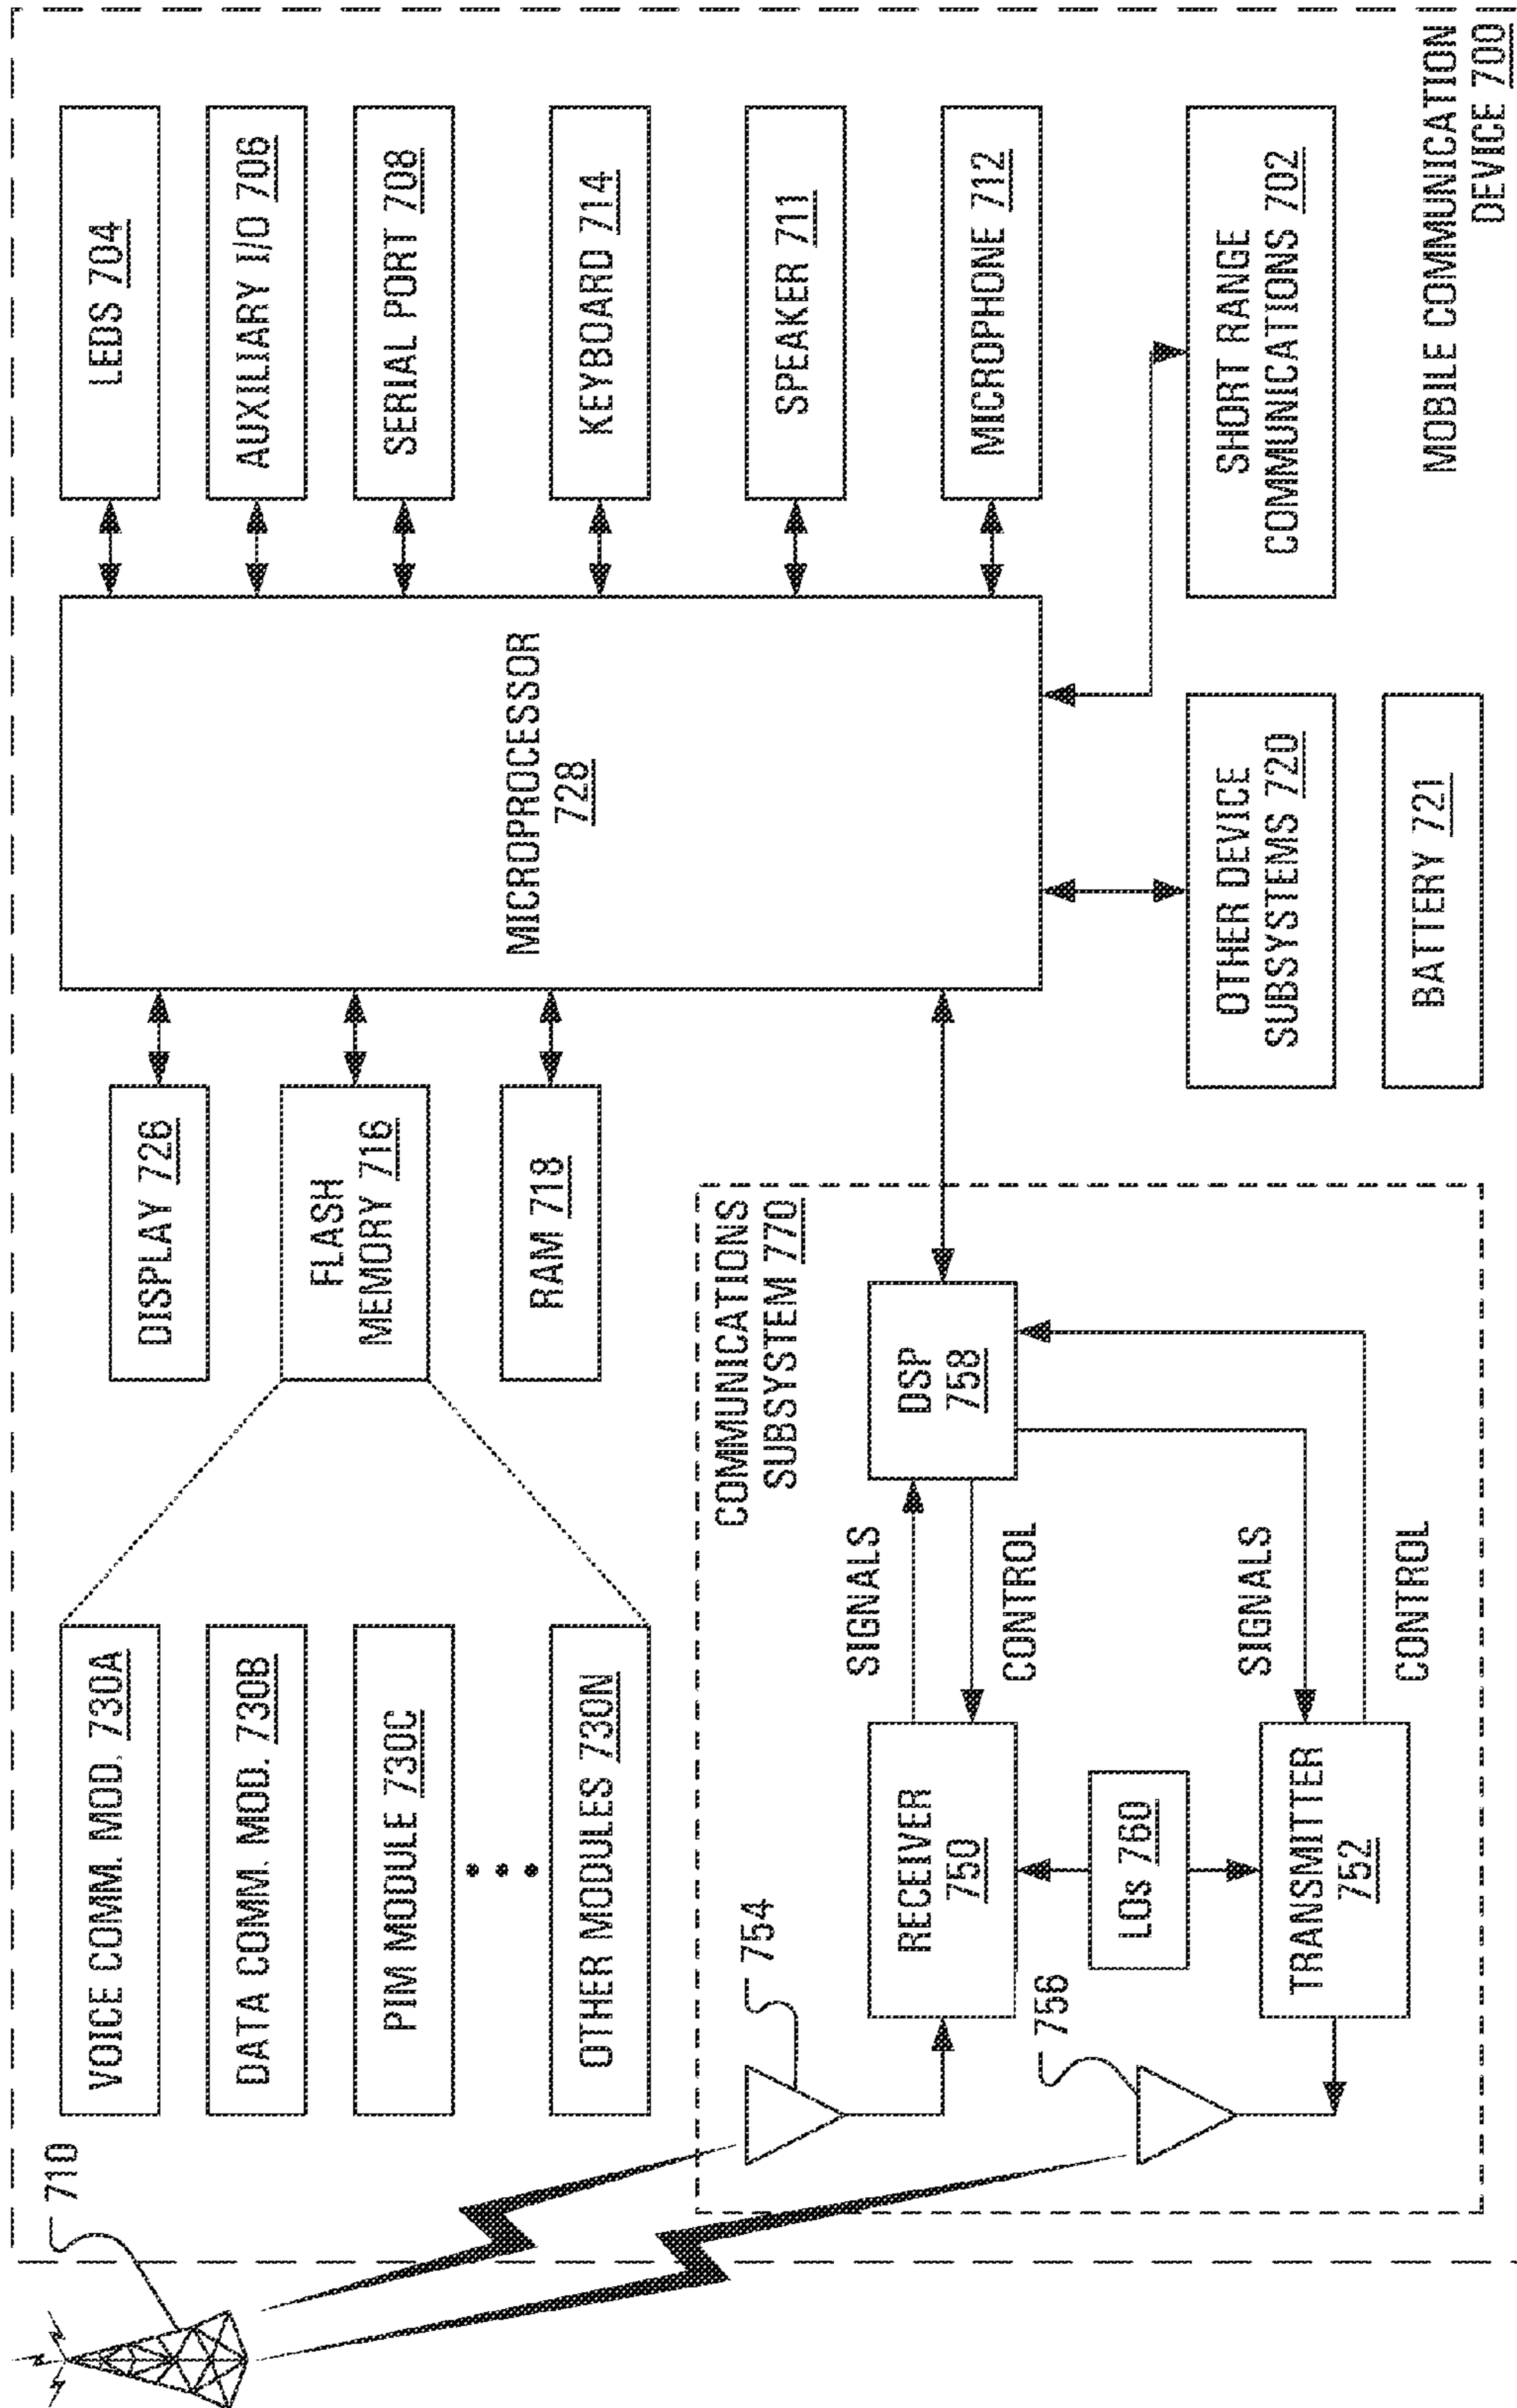 710
VOICE COMM. MOD. 730A
DATA COMM. MOD. 730B
PIM MODULE 730C
OTHER MODULES 730N
DISPLAY 726
FLASH
MEMORY 716
RAM 718
MICROPROCESSOR
728
LEDS 704
AUXILIARY I/O 706
SERIAL PORT 708
KEYBOARD 714
SPEAKER 711
MICROPHONE 712
SHORT RANGE
COMMUNICATIONS 702
OTHER DEVICE
SUBSYSTEMS 720
BATTERY 721
COMMUNICATIONS
SUBSYSTEM 770
754
RECEIVER
750
SIGNALS
CONTROL
DSP
758
LOs 760
756
TRANSMITTER
752
SIGNALS
CONTROL
MOBILE COMMUNICATION
DEVICE 700